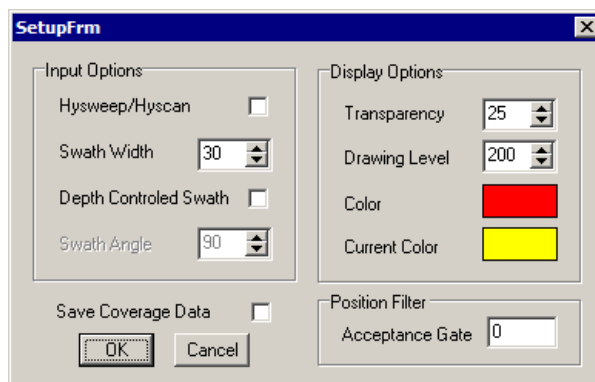 SetupFrm
Input Options
Hysweep/Hyscan
Swath Width 30
Depth Controled Swath
Swath Angle 90
Save Coverage Data
OK Cancel
Display Options
Transparency 25
Drawing Level 200
Color
Current Color
Position Filter
Acceptance Gate 0